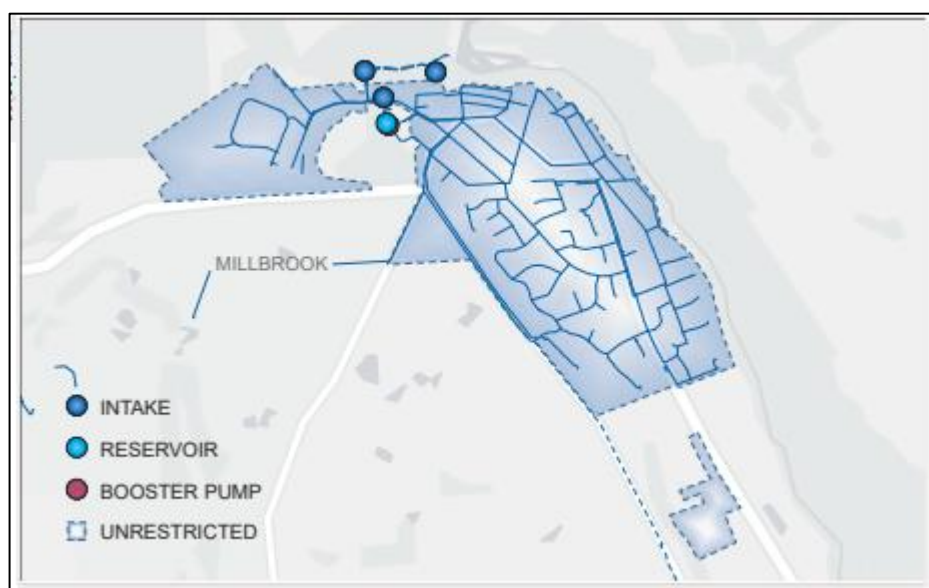 MILLBROOK
INTAKE
RESERVOIR
BOOSTER PUMP
UNRESTRICTED